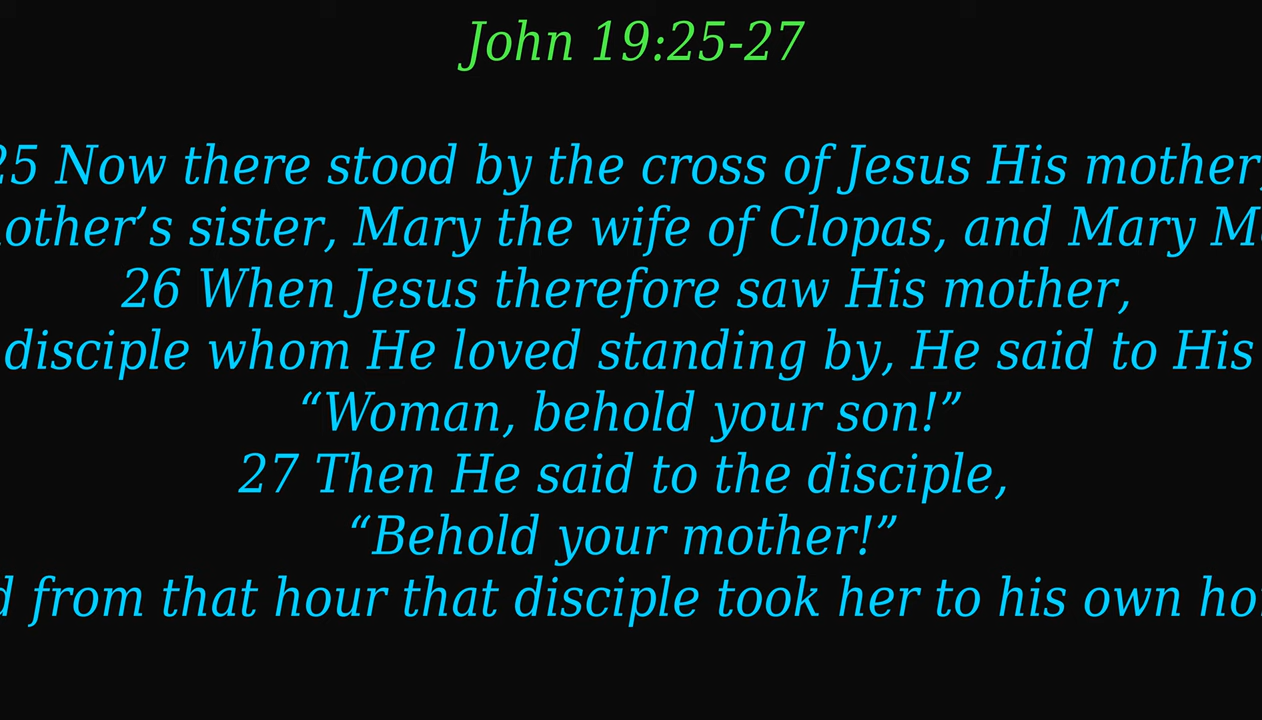 John 19:25-27
25 Now there stood by the cross of Jesus His mother,
other’s sister, Mary the wife of Clopas, and Mary
26 When Jesus therefore saw His mother,
disciple whom He loved standing by, He said to His
“Woman, behold your son!”
27 Then He said to the disciple,
“Behold your mother!”
from that hour that disciple took her to his own